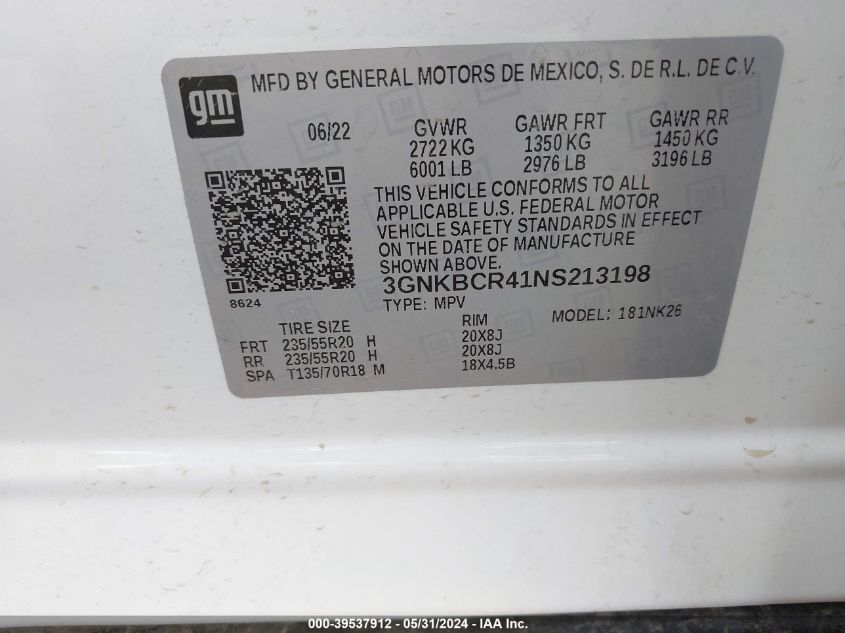 gm
MFD BY GENERAL MOTORS DE MEXICO, S. DE R.L. DE C.V.
06/22 GVWR GAWR FRT GAWR RR
2722 KG 1350 KG 1450 KG
6001 LB 2976 LB 3196 LB
THIS VEHICLE CONFORMS TO ALL
APPLICABLE U.S. FEDERAL MOTOR
VEHICLE SAFETY STANDARDS IN EFFECT
ON THE DATE OF MANUFACTURE
SHOWN ABOVE.
3GNKBCR41NS213198
8624
TYPE: MPV MODEL: 181NK26
TIRE SIZE RIM
FRT 235/55R20 H 20X8J
RR 235/55R20 H 20X8J
SPA T135/70R18 M 18X4.5B
000-39537912 - 05/31/2024 - IAA Inc.